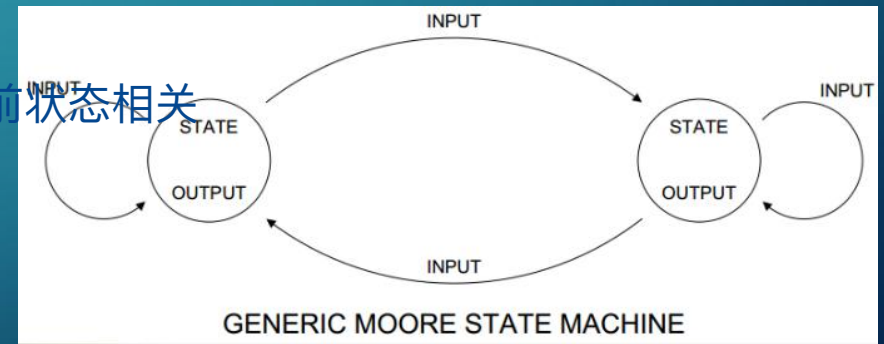 INPUT
INPUT
INPUT
前状态相关
STATE
STATE
OUTPUT
OUTPUT
INPUT
GENERIC MOORE STATE MACHINE